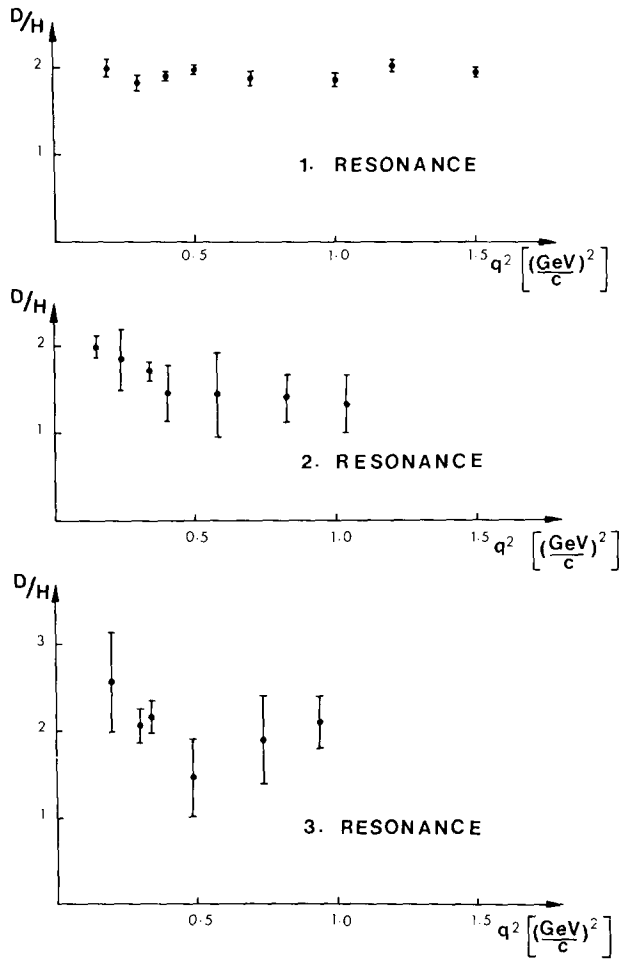 D/H
2
1
1. RESONANCE
0.5 1.0 1.5
q² [(GeV/c)²]
D/H
2
1
2. RESONANCE
0.5 1.0 1.5
q² [(GeV/c)²]
D/H
3
2
1
3. RESONANCE
0.5 1.0 1.5
q² [(GeV/c)²]